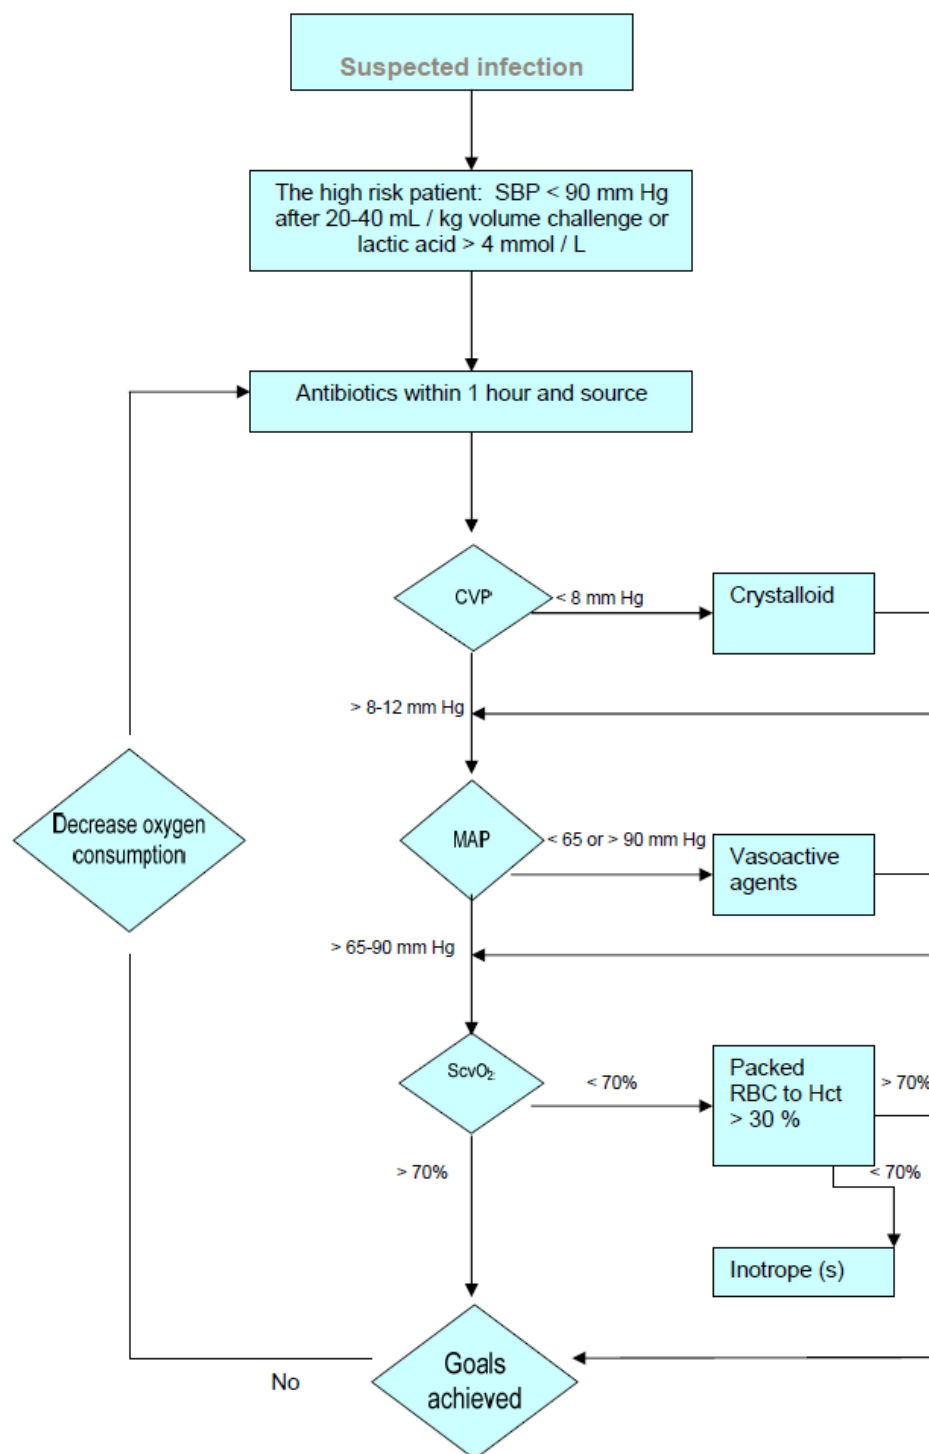 Suspected infection
The high risk patient: SBP < 90 mm Hg
after 20-40 mL / kg volume challenge or
lactic acid > 4 mmol / L
Antibiotics within 1 hour and source
CVP
< 8 mm Hg
Crystalloid
> 8-12 mm Hg
Decrease oxygen
consumption
MAP
< 65 or > 90 mm Hg
Vasoactive
agents
> 65-90 mm Hg
ScvO₂
< 70%
Packed
RBC to Hct
> 30 %
> 70%
> 70%
< 70%
Inotrope (s)
Goals
achieved
No